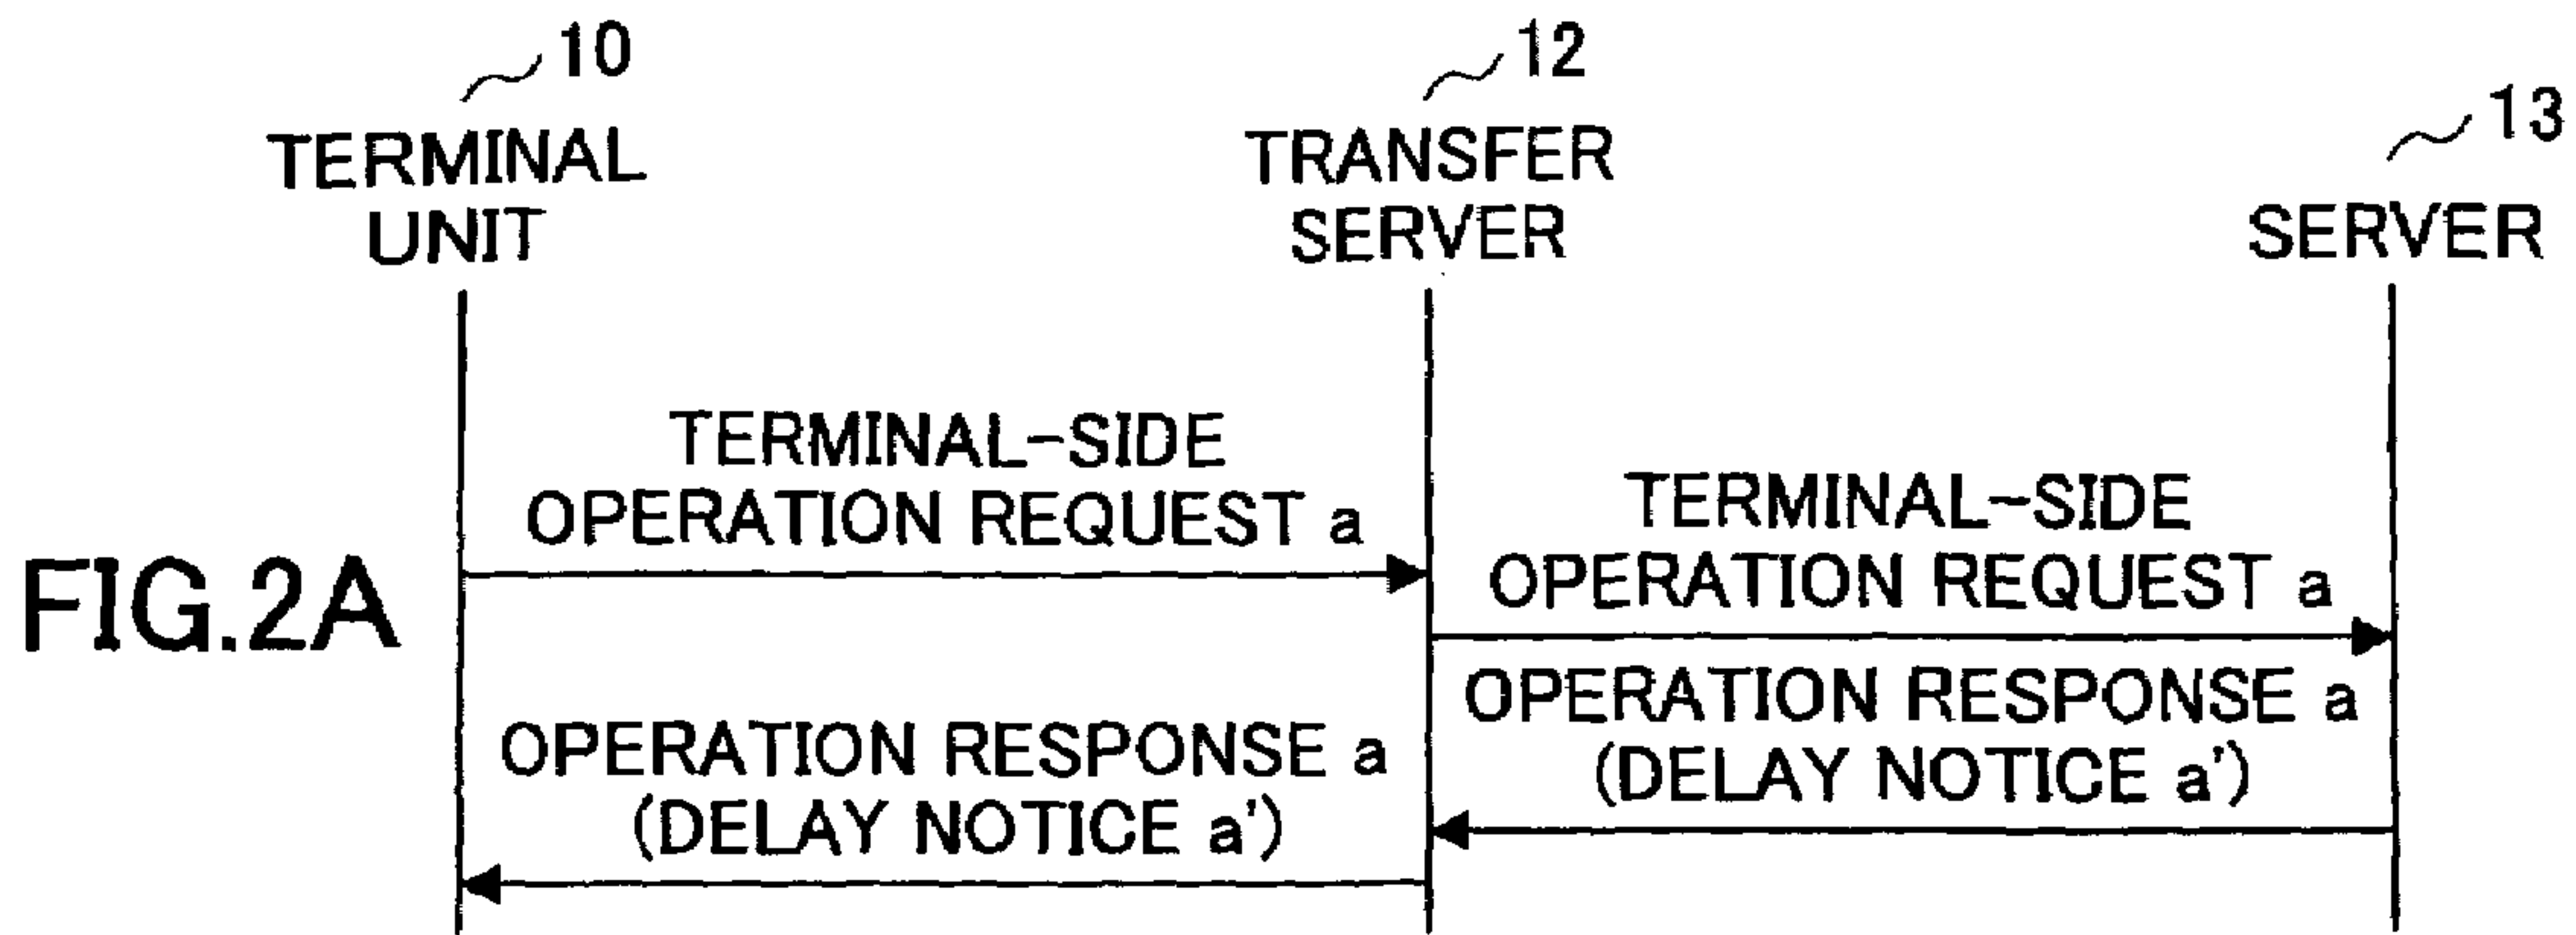 10
TERMINAL
UNIT
12
TRANSFER
SERVER
13
SERVER
FIG.2A
TERMINAL-SIDE
OPERATION REQUEST a
TERMINAL-SIDE
OPERATION REQUEST a
OPERATION RESPONSE a
(DELAY NOTICE a')
OPERATION RESPONSE a
(DELAY NOTICE a')